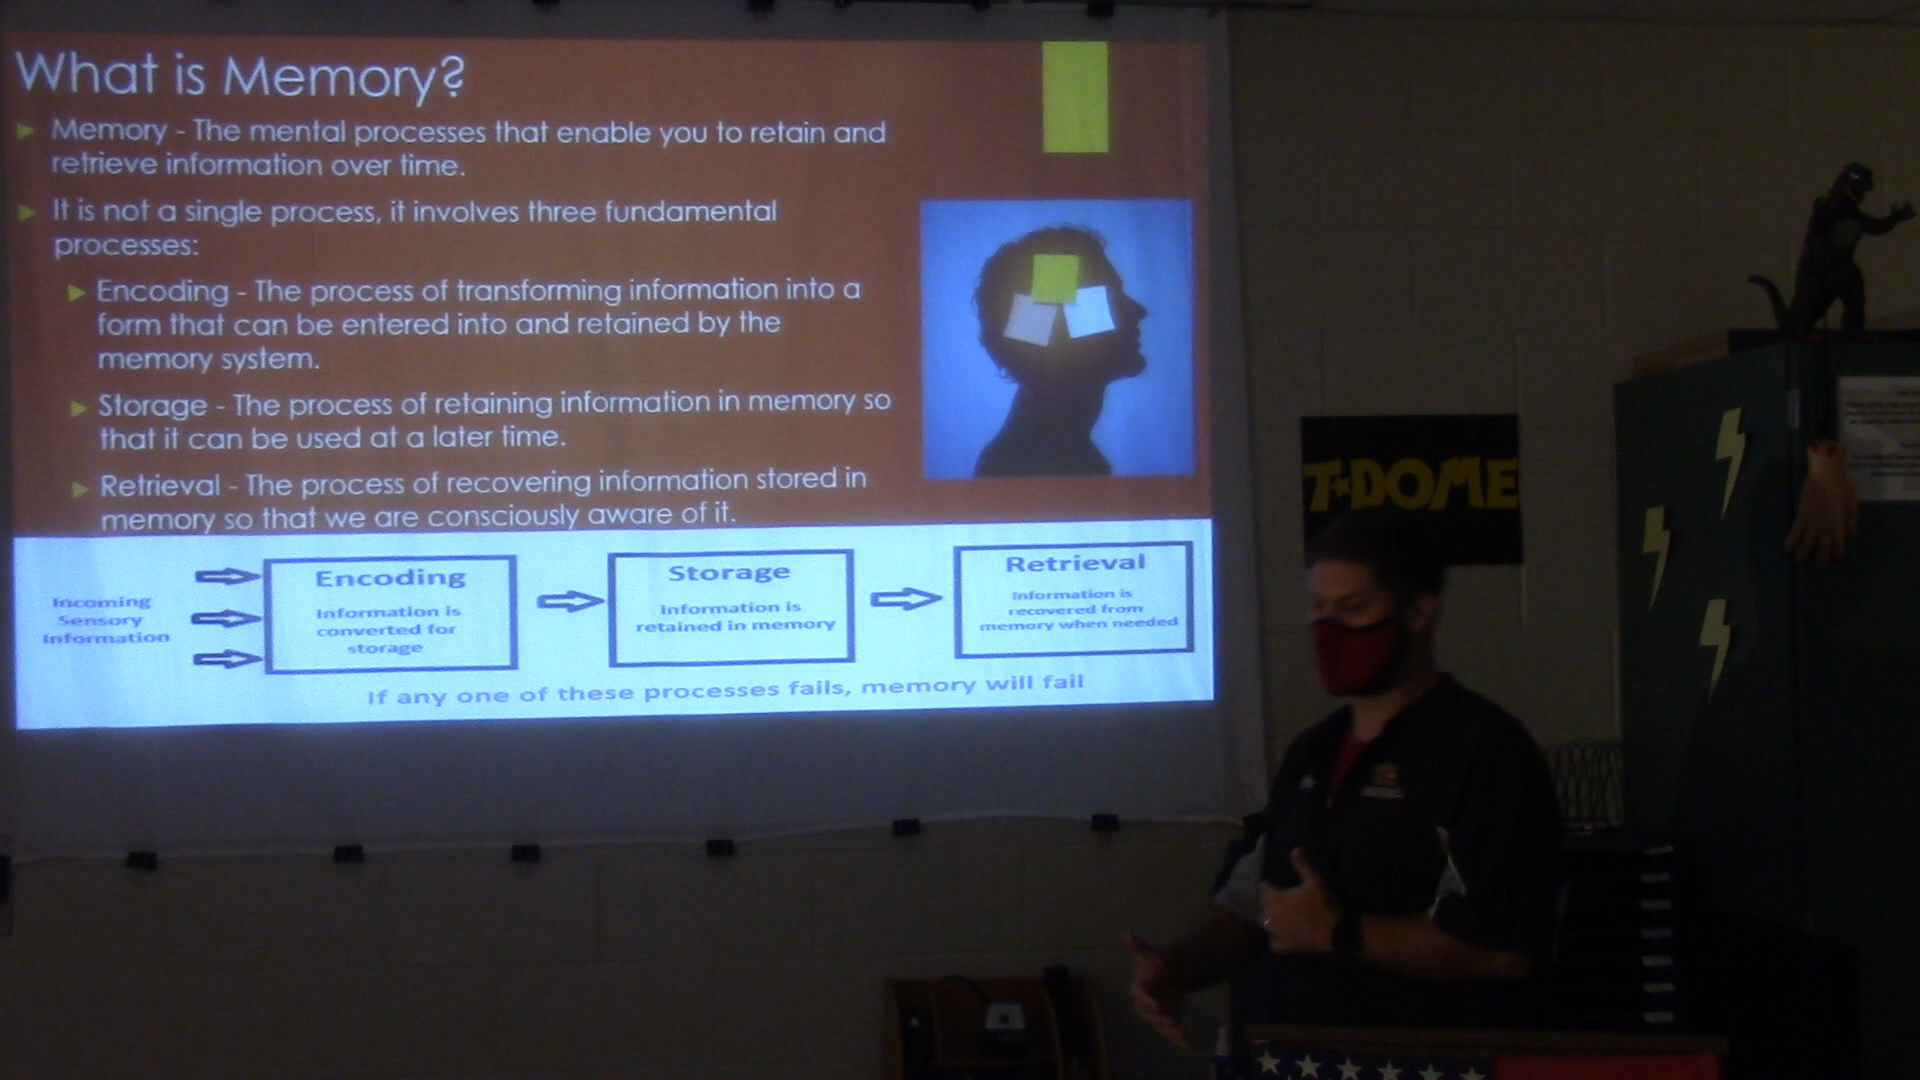 What is Memory?
Memory - The mental processes that enable you to retain and
retrieve information over time.
It is not a single process, it involves three fundamental
processes:
Encoding - The process of transforming information into a
form that can be entered into and retained by the
memory system.
Storage - The process of retaining information in memory so
that it can be used at a later time.
Retrieval - The process of recovering information stored in
memory so that we are consciously aware of it.
Incoming
Sensory
Information
Encoding
Information is
converted for
storage
Storage
Information is
retained in memory
Retrieval
Information is
recovered from
memory when needed
If any one of these processes fails, memory will fail
T-DOME